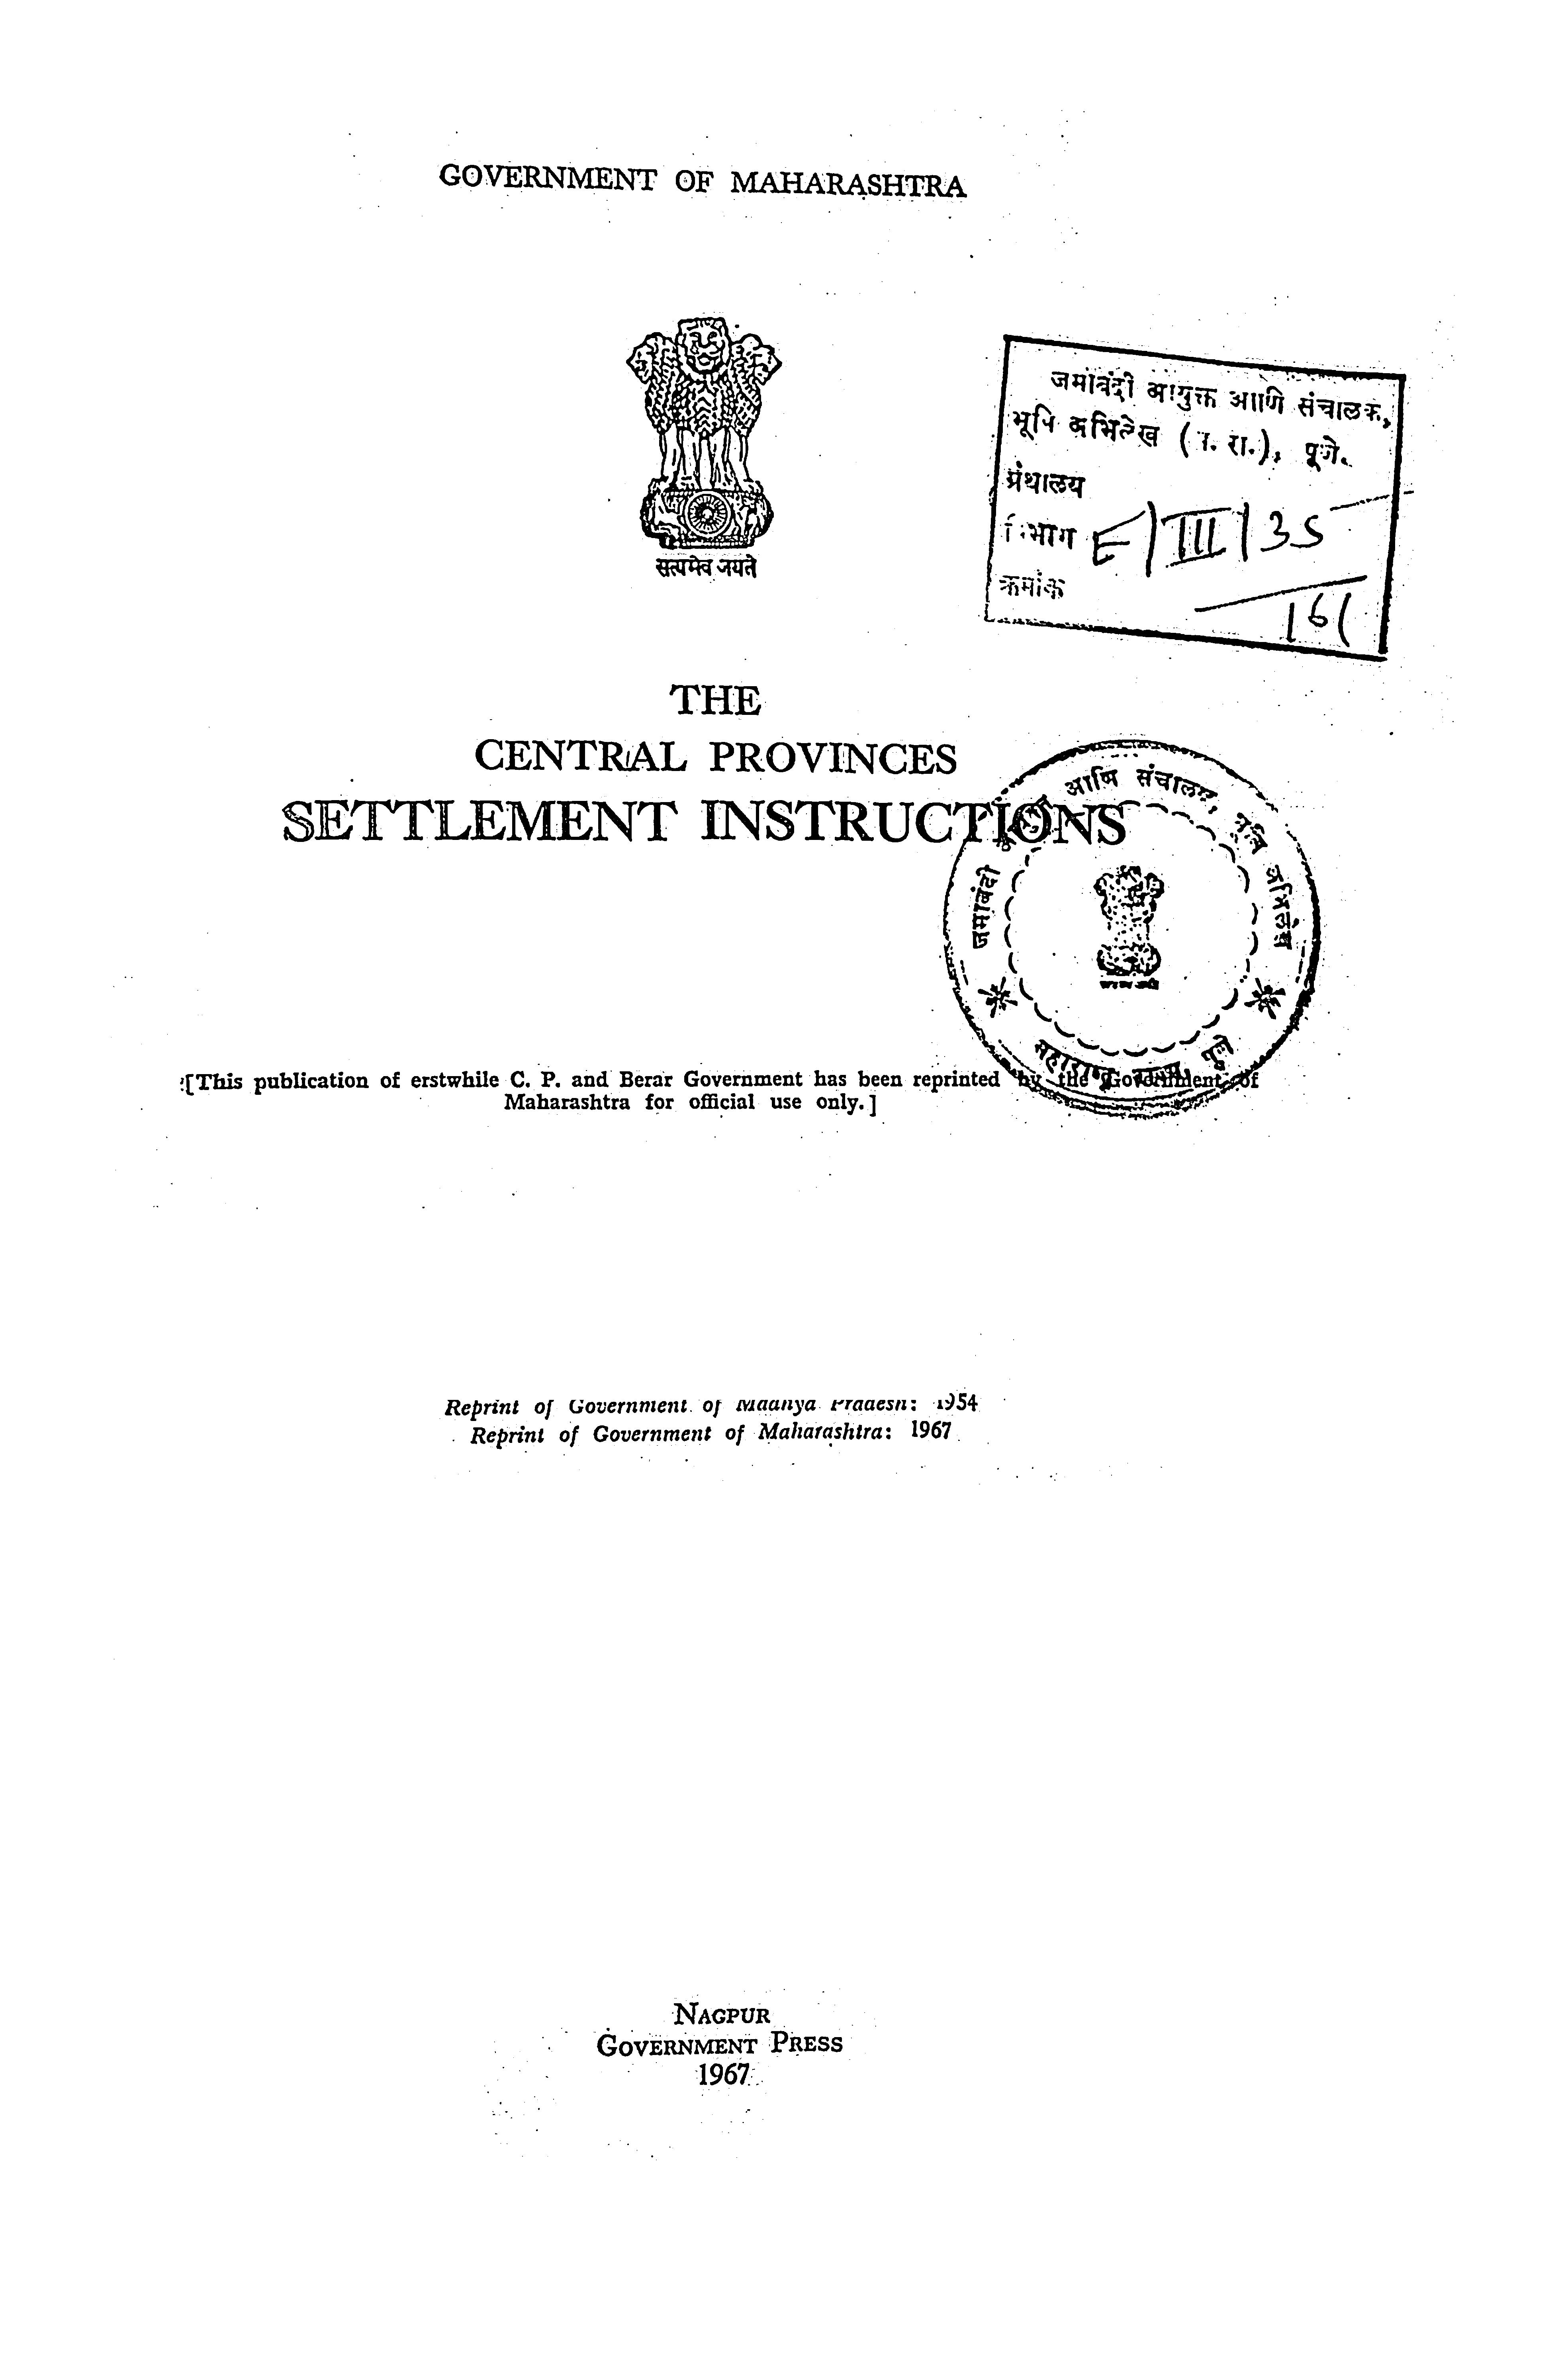 GOVERNMENT OF MAHARASHTRA
सत्यमेव जयते
जमाबंदी आयुक्त आणि संचालक,
भूमि अभिलेख (म. रा.), पुणे.
ग्रंथालय
विभाग E/III/35
क्रमांक
161
THE
CENTRAL PROVINCES
SETTLEMENT INSTRUCTIONS
जमाबंदी आणि संचालक, भूमि अभिलेख
महाराष्ट्र राज्य, पुणे
[This publication of erstwhile C. P. and Berar Government has been reprinted by the Government of
Maharashtra for official use only.]
Reprint of Government of Madhya Pradesh: 1954
Reprint of Government of Maharashtra: 1967
NAGPUR
GOVERNMENT PRESS
1967